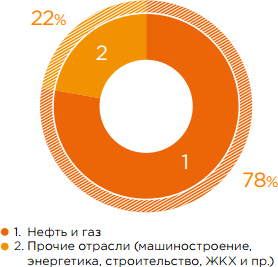 22%
2
1
78%
1. Нефть и газ
2. Прочие отрасли (машиностроение,
энергетика, строительство, ЖКХ и пр.)